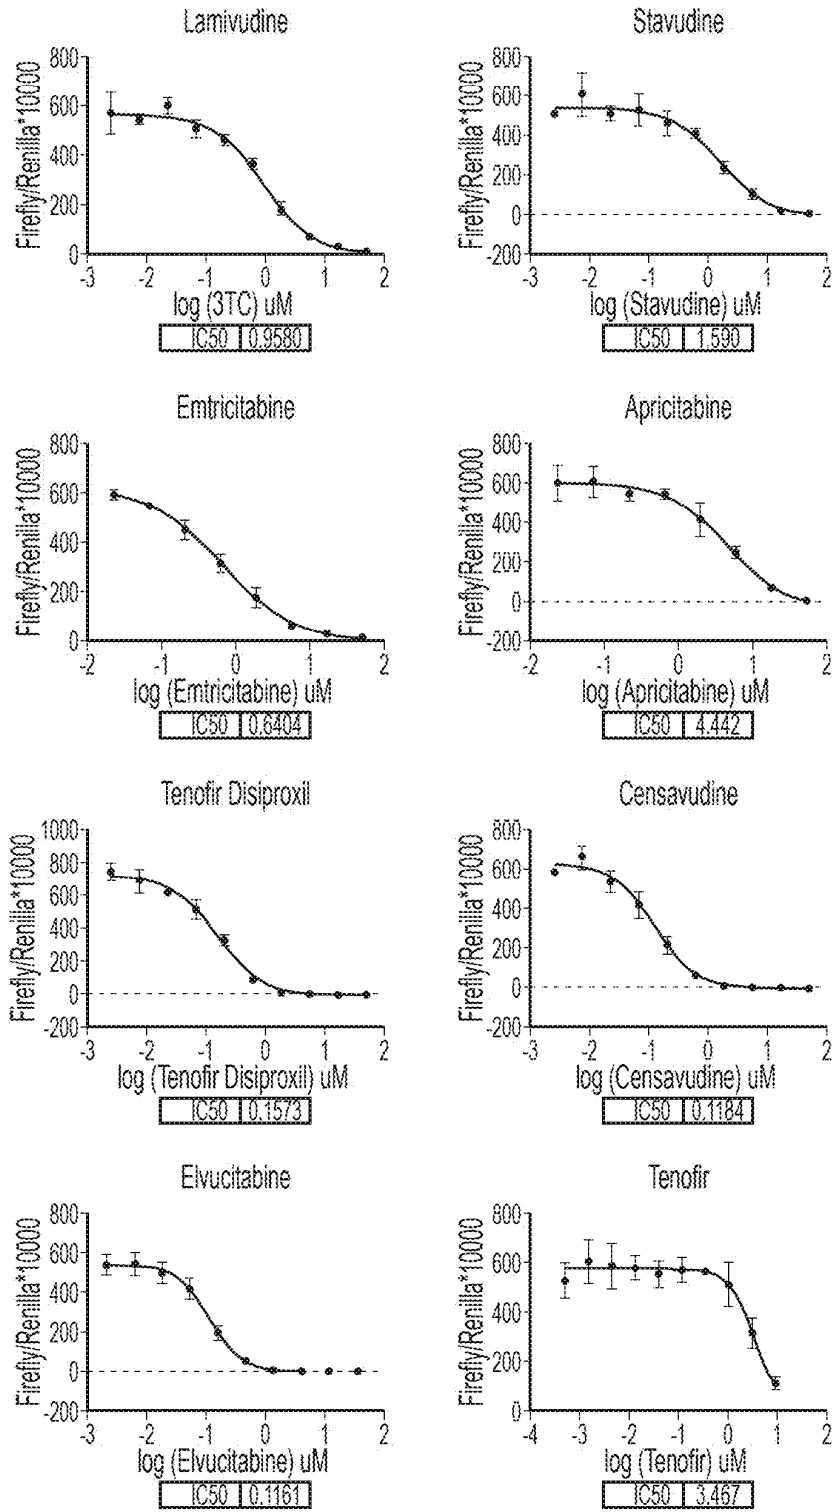 Lamivudine
Firefly/Renilla*10000
800
600
400
200
0
-3 -2 -1 0 1 2
log (3TC) uM
IC50 0.9580
Stavudine
Firefly/Renilla*10000
800
600
400
200
0
-200
-3 -2 -1 0 1 2
log (Stavudine) uM
IC50 1.590
Emtricitabine
Firefly/Renilla*10000
800
600
400
200
0
-2 -1 0 1 2
log (Emtricitabine) uM
IC50 0.6404
Apricitabine
Firefly/Renilla*10000
800
600
400
200
0
-200
-2 -1 0 1 2
log (Apricitabine) uM
IC50 4.442
Tenofir Disiproxil
Firefly/Renilla*10000
1000
800
600
400
200
0
-200
-3 -2 -1 0 1 2
log (Tenofir Disiproxil) uM
IC50 0.1573
Censavudine
Firefly/Renilla*10000
800
600
400
200
0
-200
-3 -2 -1 0 1 2
log (Censavudine) uM
IC50 0.1184
Elvucitabine
Firefly/Renilla*10000
800
600
400
200
0
-200
-3 -2 -1 0 1 2
log (Elvucitabine) uM
IC50 0.1161
Tenofir
Firefly/Renilla*10000
800
600
400
200
0
-4 -3 -2 -1 0 1 2
log (Tenofir) uM
IC50 3.467